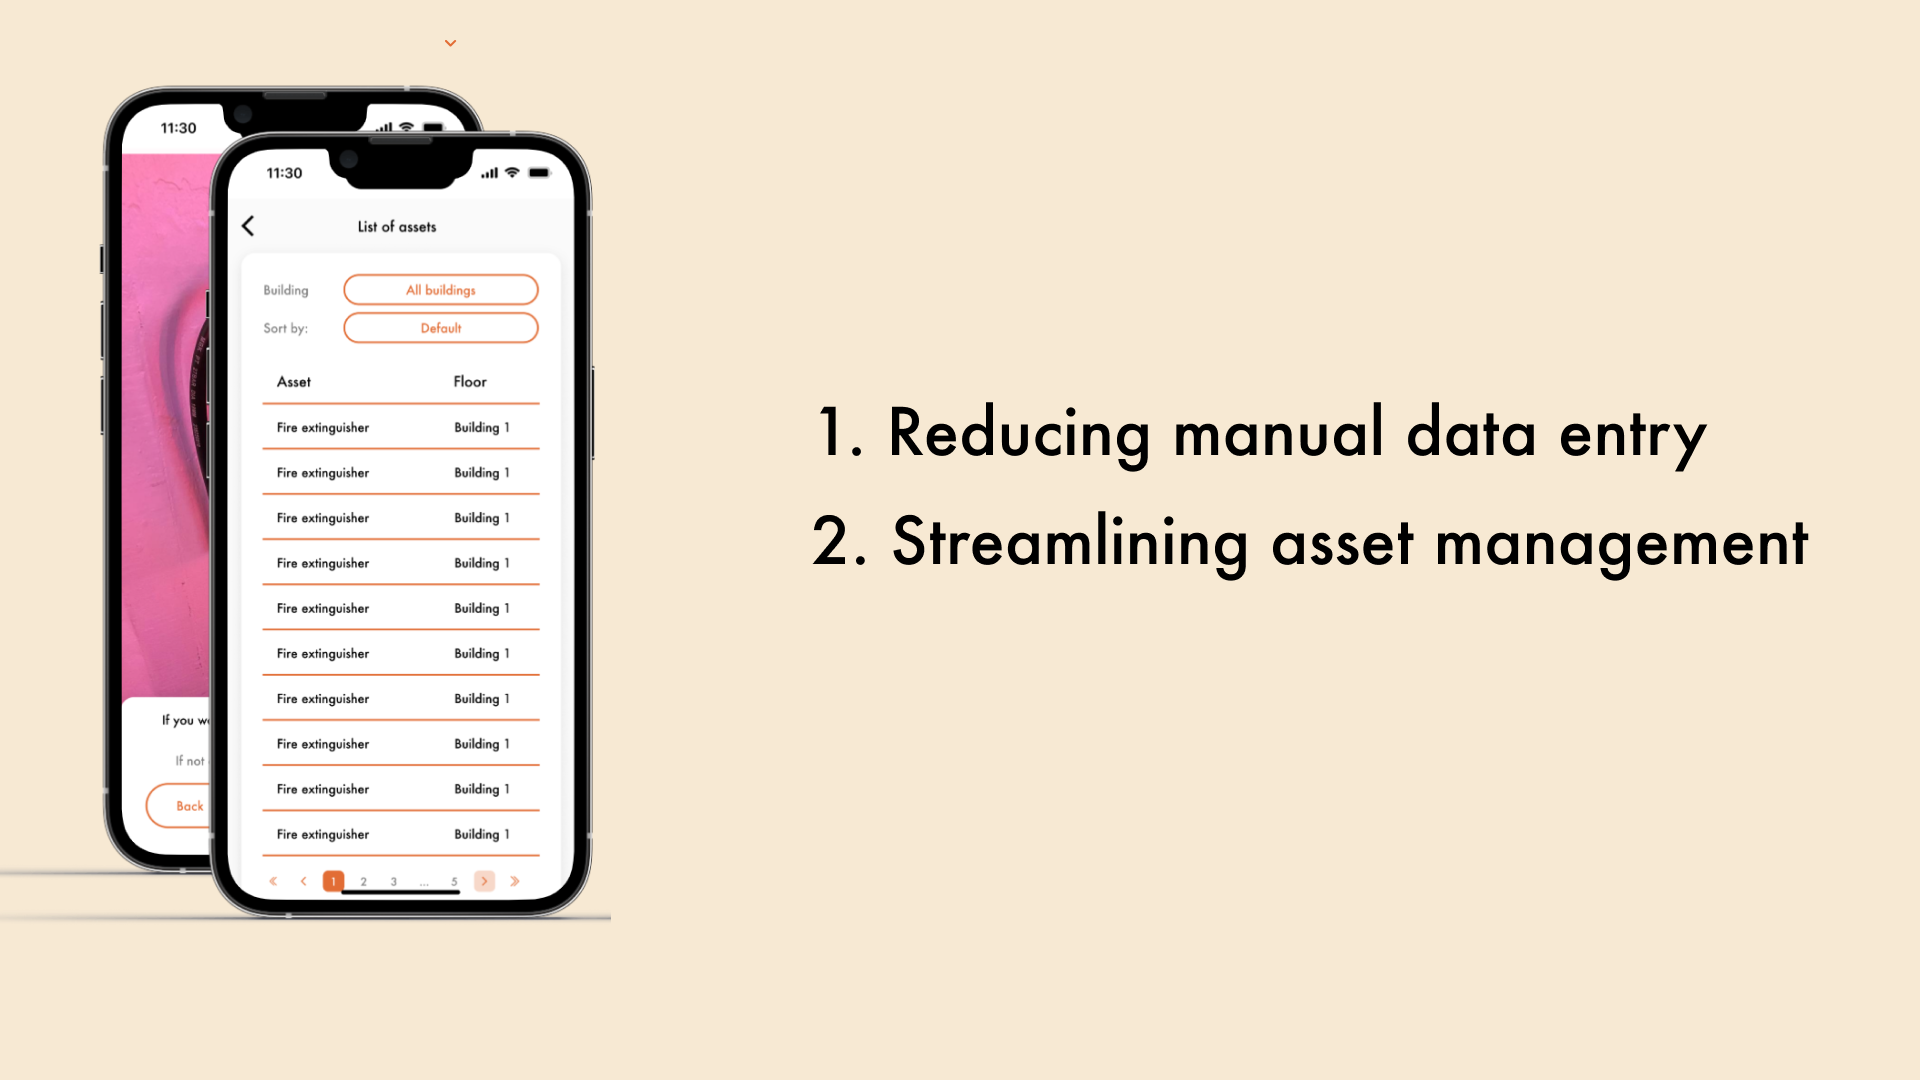 11:30
If you w
If not
Back
11:30
List of assets
Building All buildings
Sort by: Default
Asset Floor
Fire extinguisher Building 1
Fire extinguisher Building 1
Fire extinguisher Building 1
Fire extinguisher Building 1
Fire extinguisher Building 1
Fire extinguisher Building 1
Fire extinguisher Building 1
Fire extinguisher Building 1
Fire extinguisher Building 1
Fire extinguisher Building 1
« < 1 2 3 ... 5 > »
1. Reducing manual data entry
2. Streamlining asset management